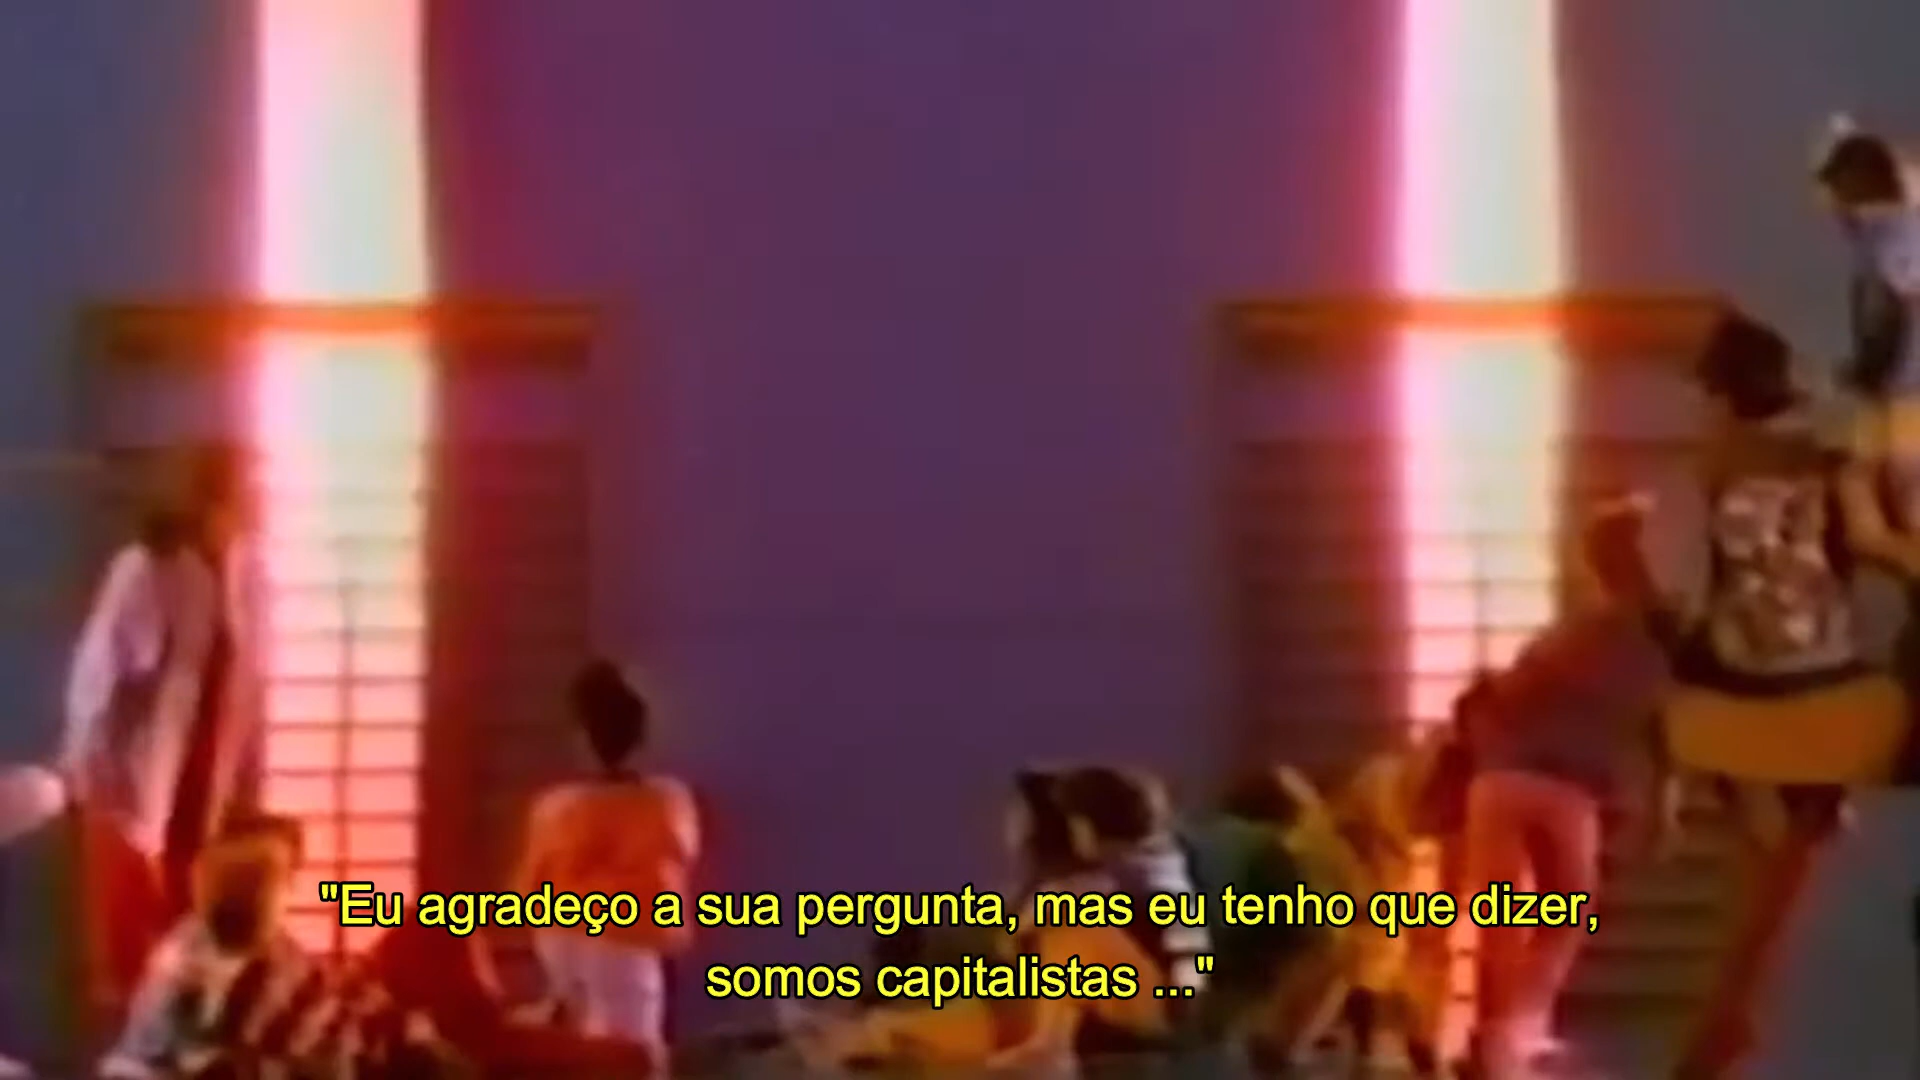 "Eu agradeço a sua pergunta, mas eu tenho que dizer,
somos capitalistas ..."